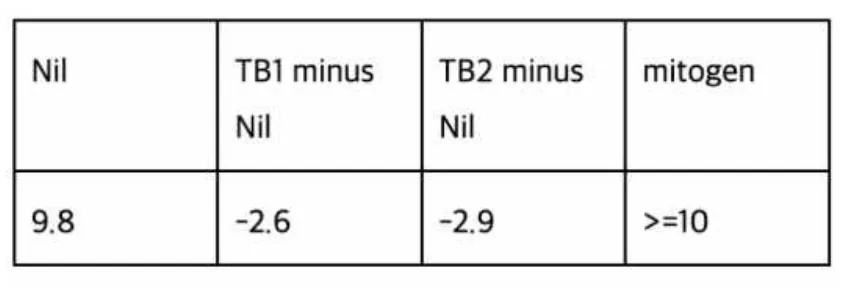 Nil
TB1 minus
Nil
TB2 minus
Nil
mitogen
9.8
-2.6
-2.9
>=10